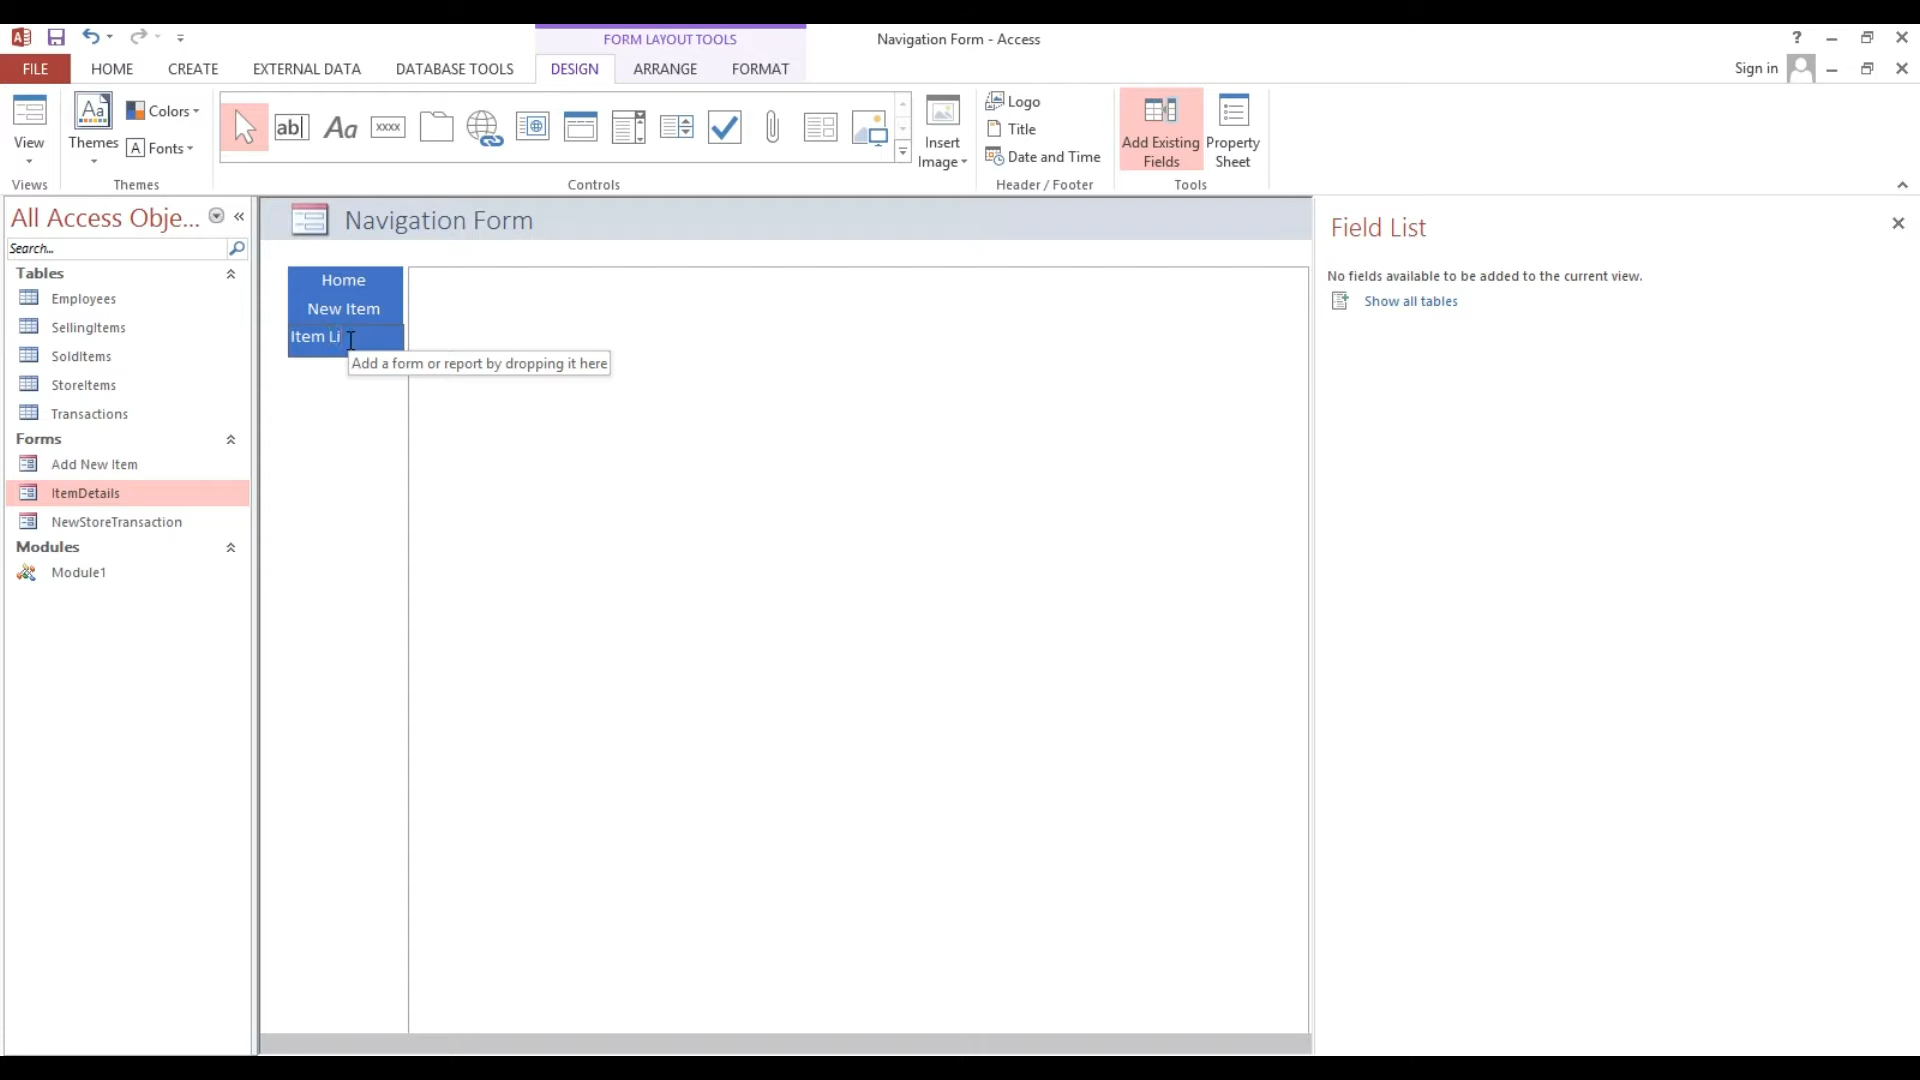 FORM LAYOUT TOOLS
Navigation Form - Access
?
FILE
HOME
CREATE
EXTERNAL DATA
DATABASE TOOLS
DESIGN
ARRANGE
FORMAT
Sign in
View
Themes
Colors
Fonts
ab|
Aa
xxxx
Insert
Image
Logo
Title
Date and Time
Add Existing
Fields
Property
Sheet
Views
Themes
Controls
Header / Footer
Tools
All Access Obje...
Search...
Tables
Employees
SellingItems
SoldItems
StoreItems
Transactions
Forms
Add New Item
ItemDetails
NewStoreTransaction
Modules
Module1
Navigation Form
Home
New Item
Item Li
Add a form or report by dropping it here
Field List
No fields available to be added to the current view.
Show all tables